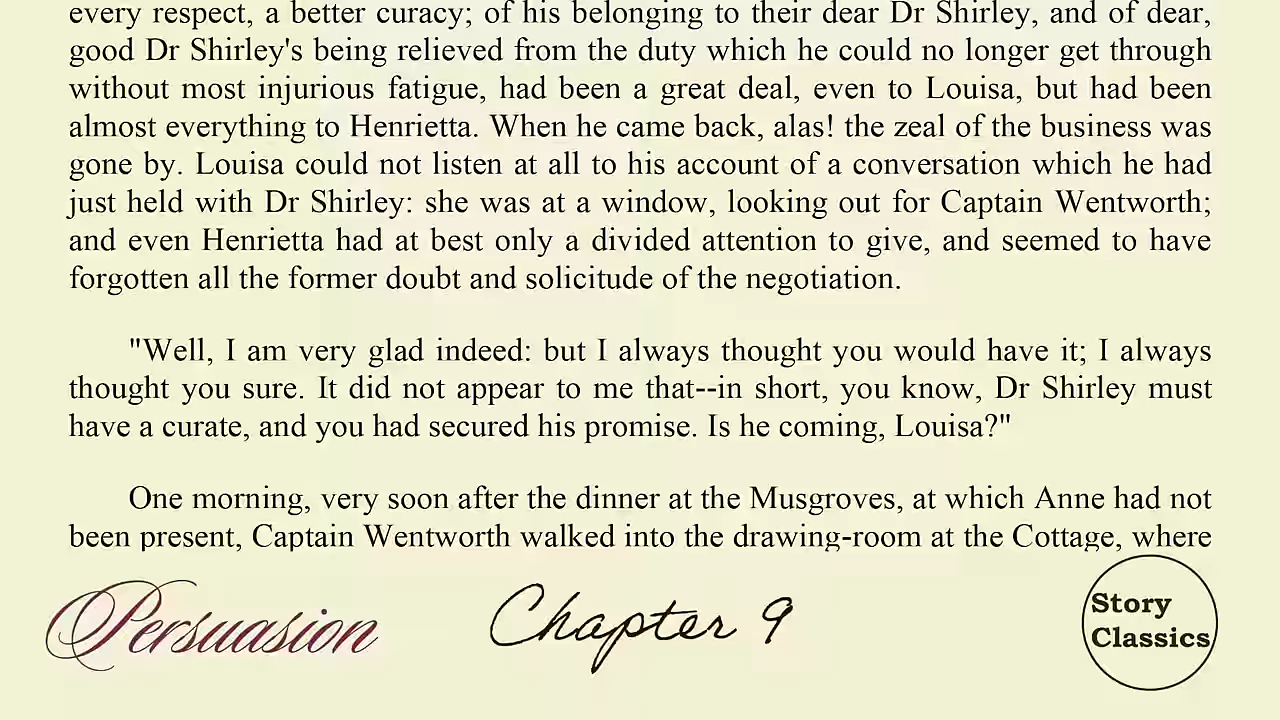 every respect, a better curacy; of his belonging to their dear Dr Shirley, and of dear,
good Dr Shirley's being relieved from the duty which he could no longer get through
without most injurious fatigue, had been a great deal, even to Louisa, but had been
almost everything to Henrietta. When he came back, alas! the zeal of the business was
gone by. Louisa could not listen at all to his account of a conversation which he had
just held with Dr Shirley: she was at a window, looking out for Captain Wentworth;
and even Henrietta had at best only a divided attention to give, and seemed to have
forgotten all the former doubt and solicitude of the negotiation.
"Well, I am very glad indeed: but I always thought you would have it; I always
thought you sure. It did not appear to me that--in short, you know, Dr Shirley must
have a curate, and you had secured his promise. Is he coming, Louisa?"
One morning, very soon after the dinner at the Musgroves, at which Anne had not
been present, Captain Wentworth walked into the drawing-room at the Cottage, where
Persuasion
Chapter 9
Story
Classics